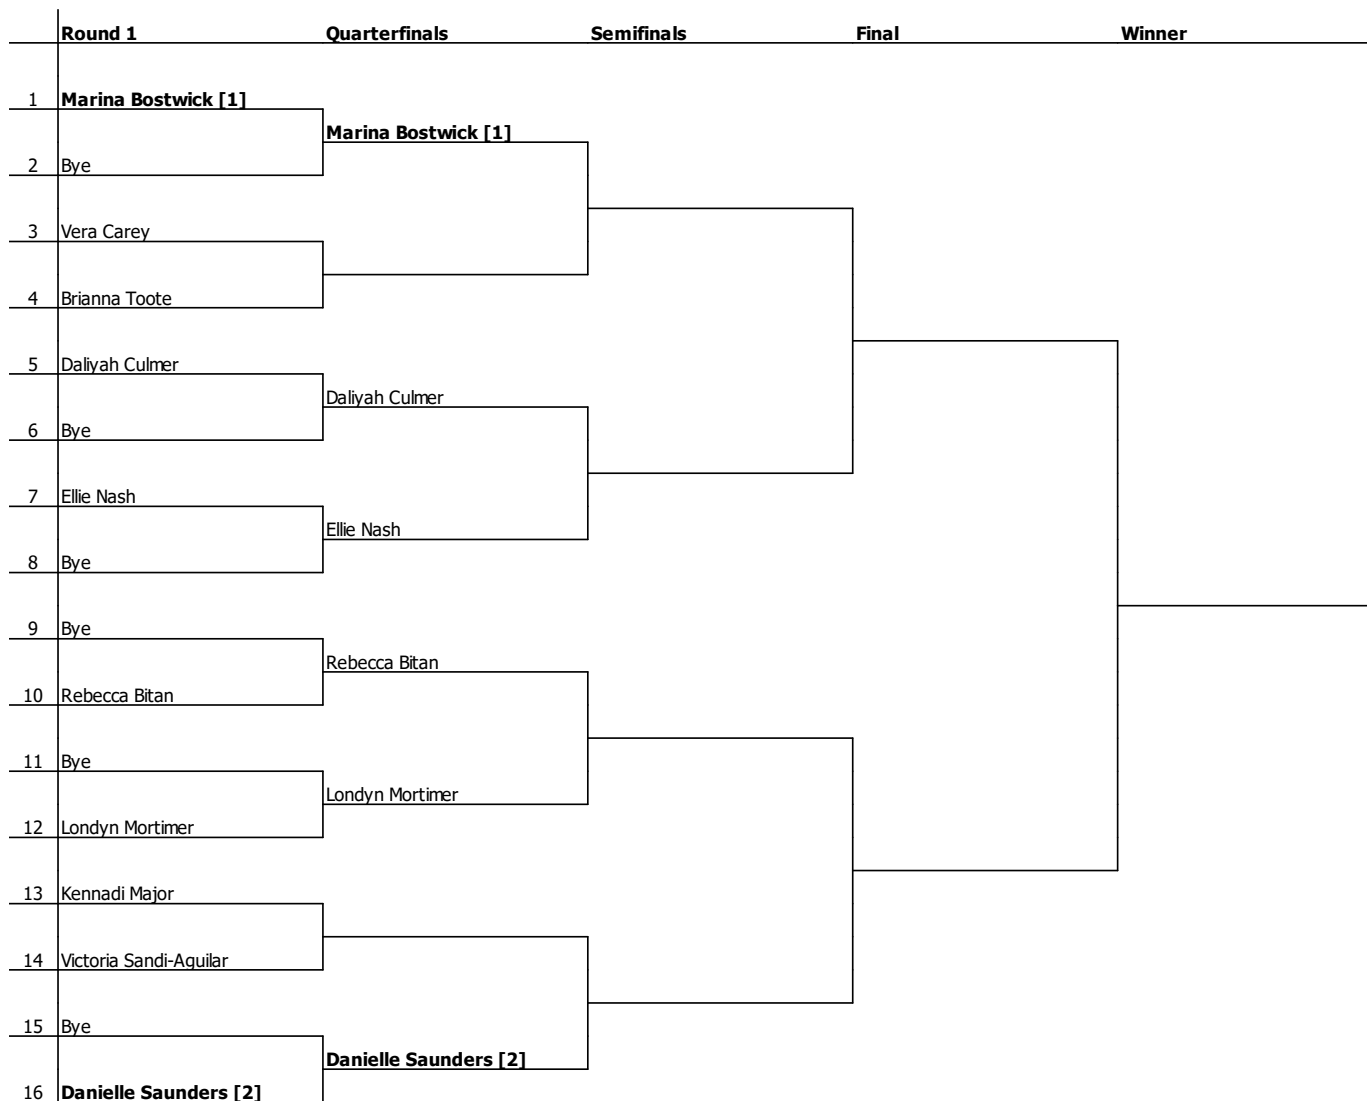 Round 1 Quarterfinals Semifinals Final Winner
1 Marina Bostwick [1]
Marina Bostwick [1]
2 Bye
3 Vera Carey
4 Brianna Toote
5 Daliyah Culmer
Daliyah Culmer
6 Bye
7 Ellie Nash
Ellie Nash
8 Bye
9 Bye
Rebecca Bitan
10 Rebecca Bitan
11 Bye
Londyn Mortimer
12 Londyn Mortimer
13 Kennadi Major
14 Victoria Sandi-Aguilar
15 Bye
Danielle Saunders [2]
16 Danielle Saunders [2]